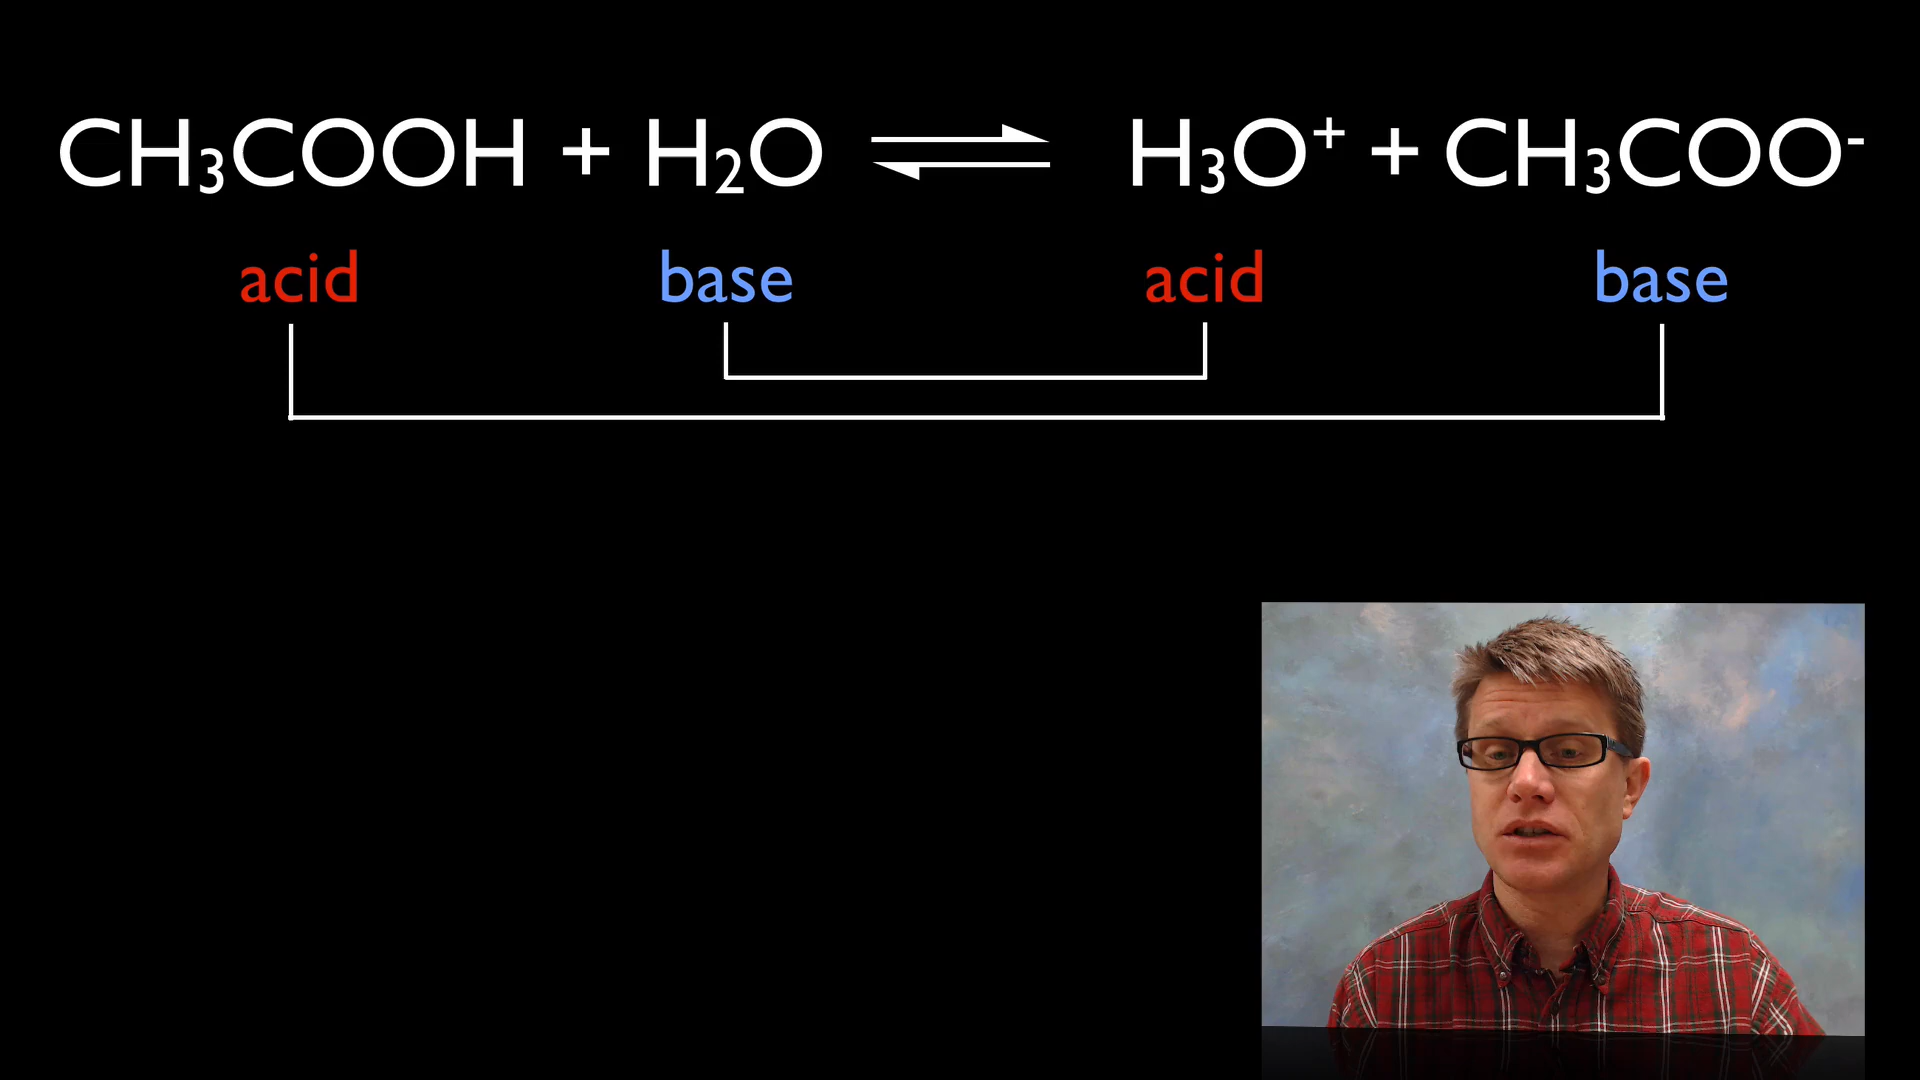 CH₃COOH + H₂O ⇌ H₃O⁺ + CH₃COO⁻
acid base acid base